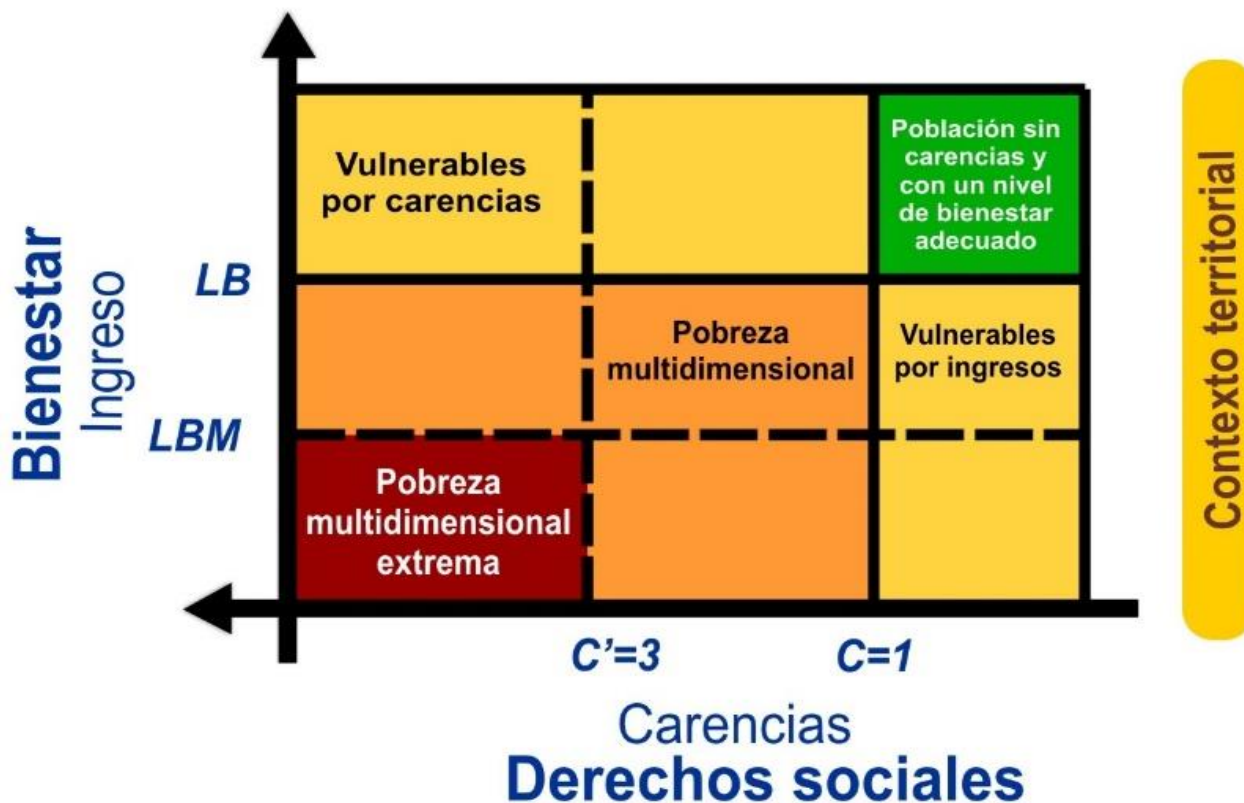 Bienestar
Ingreso
LB
LBM
Vulnerables
por carencias
Población sin
carencias y
con un nivel
de bienestar
adecuado
Pobreza
multidimensional
Vulnerables
por ingresos
Pobreza
multidimensional
extrema
C’=3
C=1
Carencias
Derechos sociales
Contexto territorial